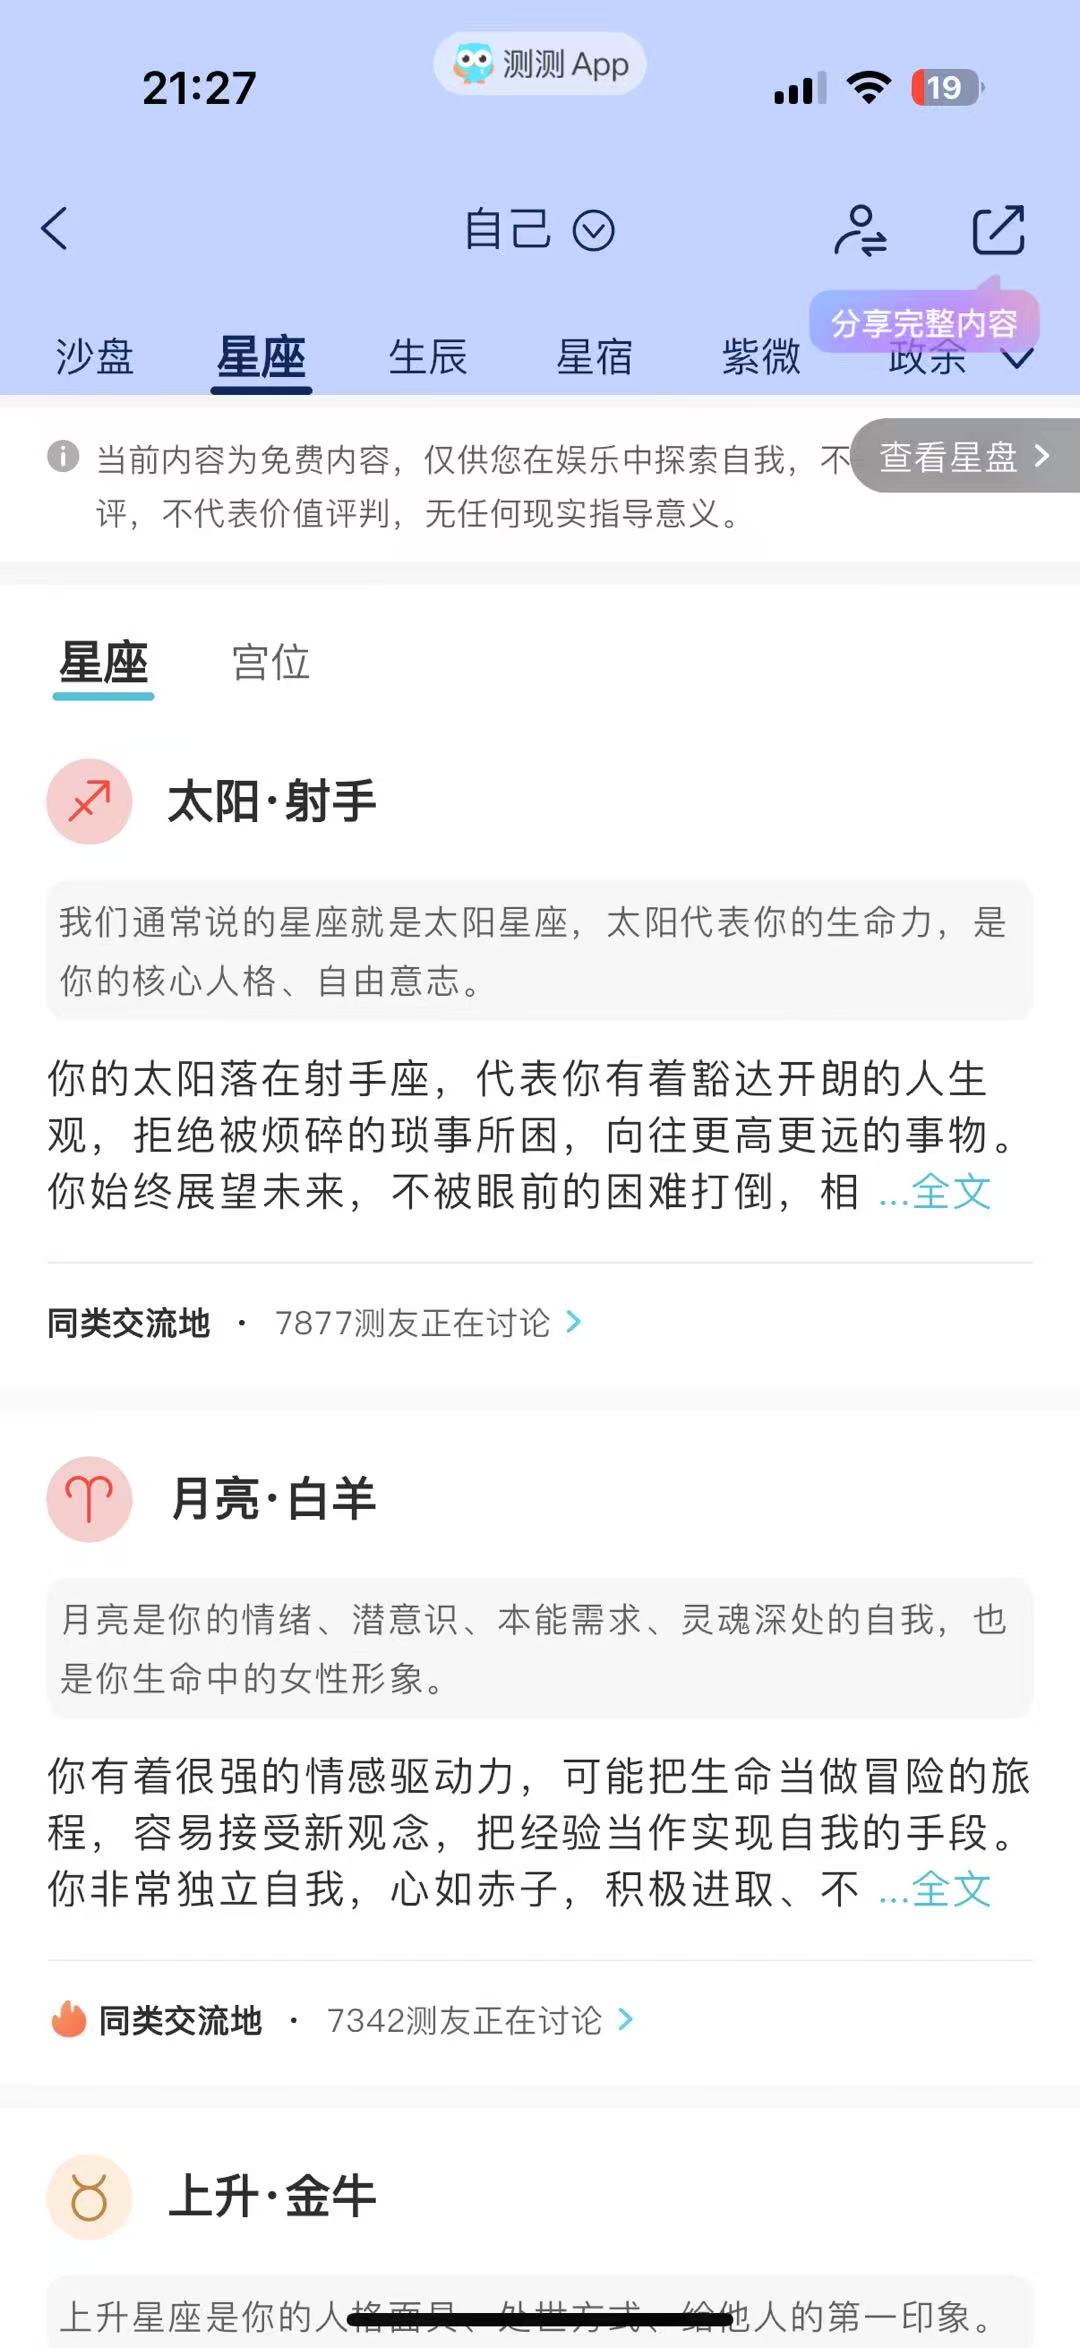 21:27
测测 App
19
自己
分享完整内容
沙盘 星座 生辰 星宿 紫微 政余
当前内容为免费内容，仅供您在娱乐中探索自我，不
查看星盘
评，不代表价值评判，无任何现实指导意义。
星座 宫位
太阳·射手
我们通常说的星座就是太阳星座，太阳代表你的生命力，是
你的核心人格、自由意志。
你的太阳落在射手座，代表你有着豁达开朗的人生
观，拒绝被烦碎的琐事所困，向往更高更远的事物。
你始终展望未来，不被眼前的困难打倒，相 ...全文
同类交流地 · 7877测友正在讨论
月亮·白羊
月亮是你的情绪、潜意识、本能需求、灵魂深处的自我，也
是你生命中的女性形象。
你有着很强的情感驱动力，可能把生命当做冒险的旅
程，容易接受新观念，把经验当作实现自我的手段。
你非常独立自我，心如赤子，积极进取、不 ...全文
同类交流地 · 7342测友正在讨论
上升·金牛
上升星座是你的人格面具、处世方式、给他人的第一印象。